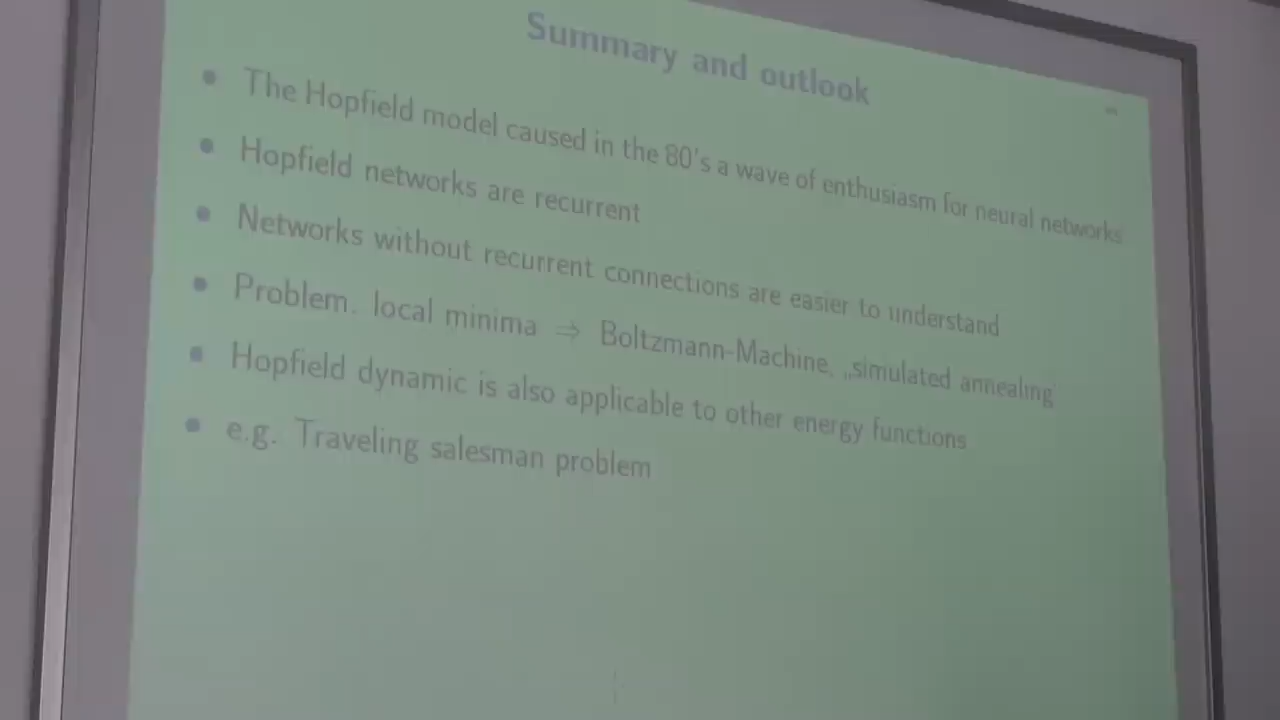 Summary and outlook
• The Hopfield model caused in the 80's a wave of enthusiasm for neural networks
• Hopfield networks are recurrent
• Networks without recurrent connections are easier to understand
• Problem. local minima ⇒ Boltzmann-Machine, „simulated annealing
• Hopfield dynamic is also applicable to other energy functions
• e.g. Traveling salesman problem